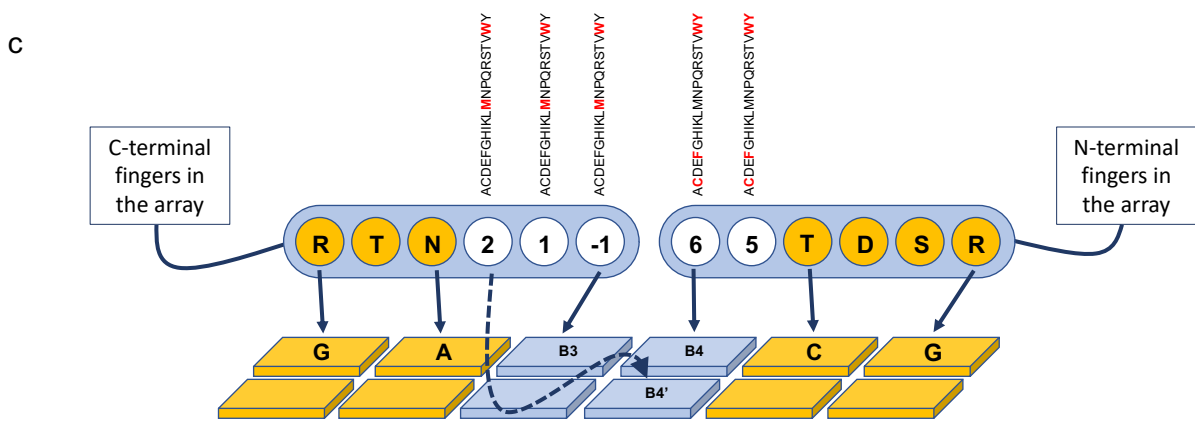 C
ACDEFGHIKLMNPQRSTVWY
ACDEFGHIKLMNPQRSTVWY
ACDEFGHIKLMNPQRSTVWY
ACDEFGHIKLMNPQRSTVWY
ACDEFGHIKLMNPQRSTVWY
C-terminal
fingers in
the array
N-terminal
fingers in
the array
R T N 2 1 -1
6 5 T D S R
G A B3 B4 C G
B4'